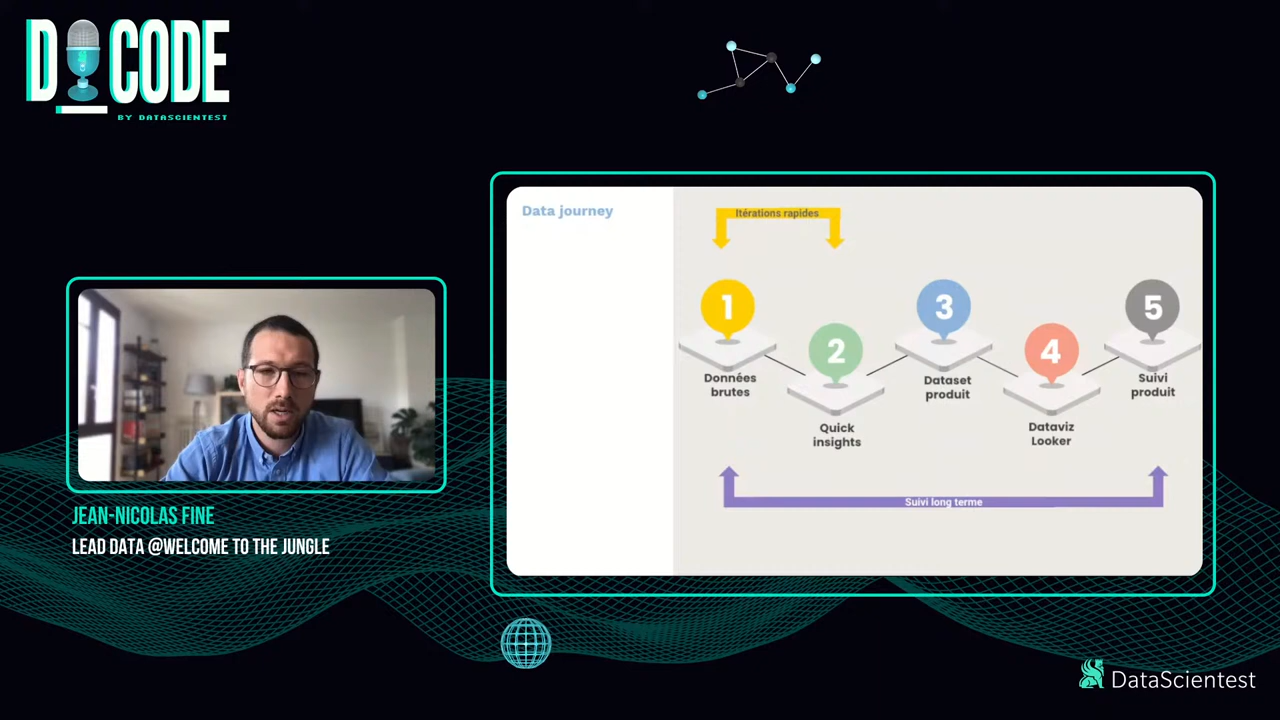 D_CODE
BY DATASCIENTEST
Data journey
Itérations rapides
1
2
3
4
5
Données
brutes
Quick
insights
Dataset
produit
Dataviz
Looker
Suivi
produit
Suivi long terme
JEAN-NICOLAS FINE
LEAD DATA @WELCOME TO THE JUNGLE
DataScientest